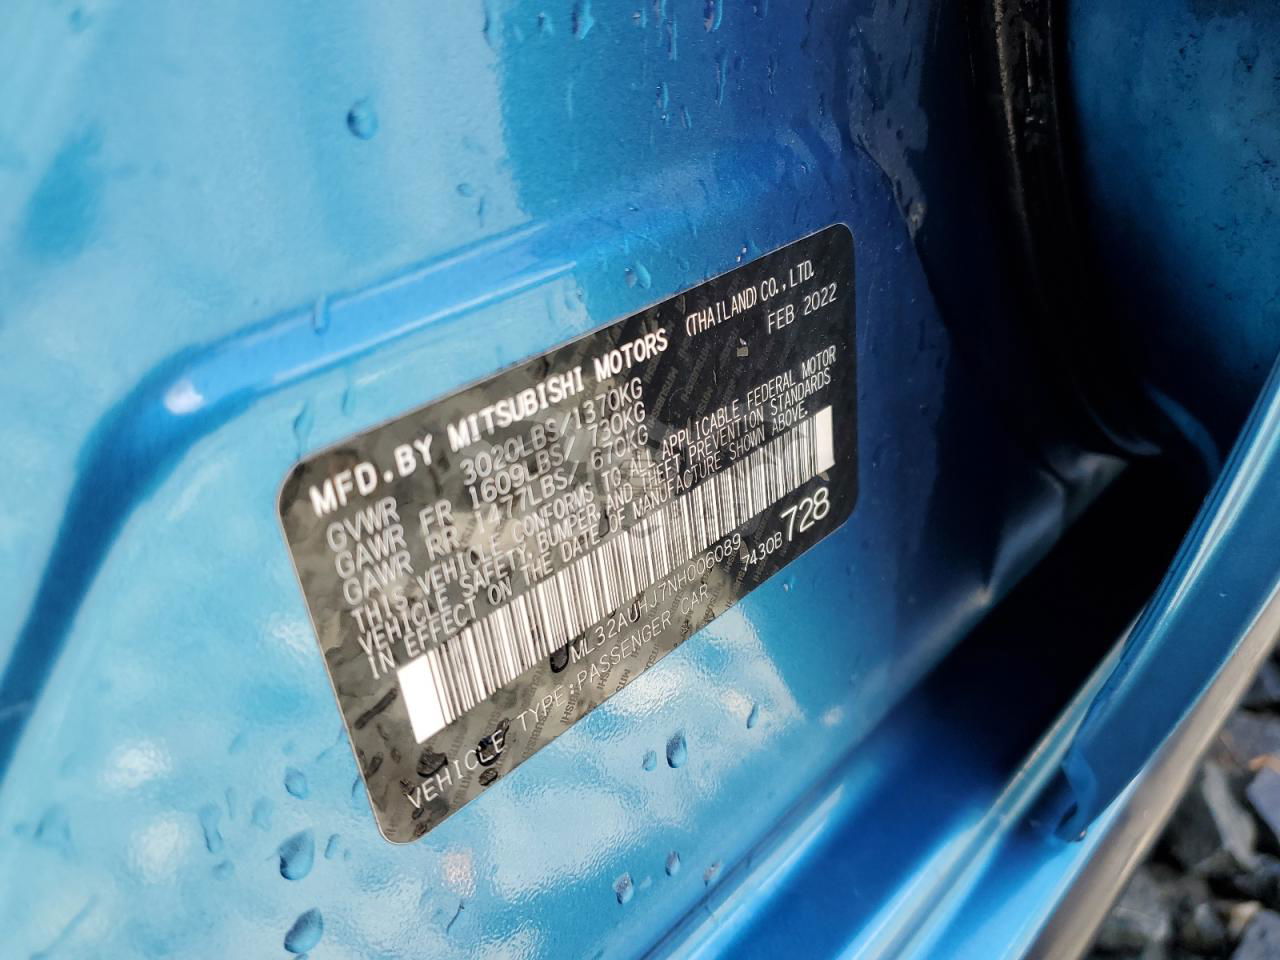 MFD.BY MITSUBISHI MOTORS (THAILAND)CO.,LTD.
FEB 2022
GVWR 3020LBS/1370KG
GAWR FR 1609LBS/ 730KG
GAWR RR 1477LBS/ 670KG
THIS VEHICLE CONFORMS TO ALL APPLICABLE FEDERAL MOTOR
VEHICLE SAFETY,BUMPER,AND THEFT PREVENTION STANDARDS
IN EFFECT ON THE DATE OF MANUFACTURE SHOWN ABOVE.
ML32AUHJ7NH006089
7430B 728
VEHICLE TYPE:PASSENGER CAR